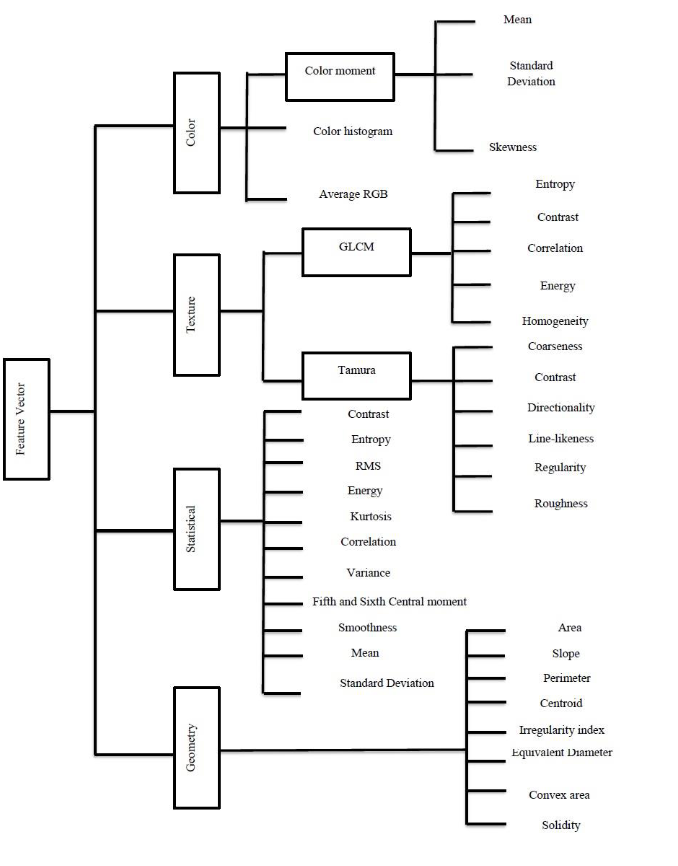 Feature Vector
Color
Color moment
Mean
Standard
Deviation
Skewness
Color histogram
Average RGB
Texture
GLCM
Entropy
Contrast
Correlation
Energy
Homogeneity
Tamura
Coarseness
Contrast
Directionality
Line-likeness
Regularity
Roughness
Statistical
Contrast
Entropy
RMS
Energy
Kurtosis
Correlation
Variance
Fifth and Sixth Central moment
Smoothness
Mean
Standard Deviation
Geometry
Area
Slope
Perimeter
Centroid
Irregularity index
Equivalent Diameter
Convex area
Solidity